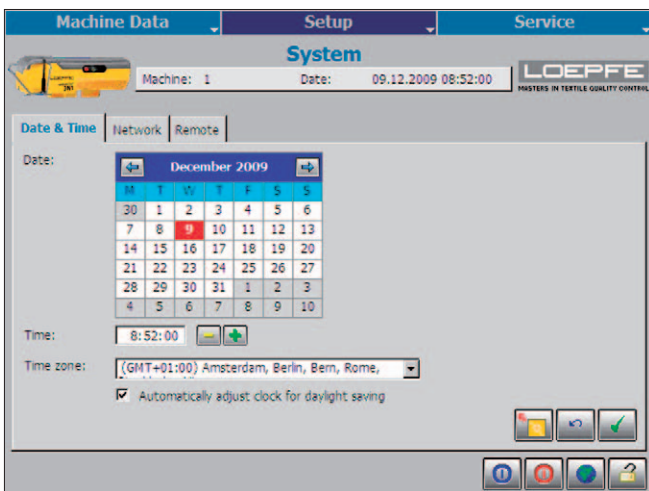 Machine Data Setup Service
System
Machine: 1 Date: 09.12.2009 08:52:00
LOEPFE
MASTERS IN TEXTILE QUALITY CONTROL
Date & Time Network Remote
Date:
December 2009
M T W T F S S
30 1 2 3 4 5 6
7 8 9 10 11 12 13
14 15 16 17 18 19 20
21 22 23 24 25 26 27
28 29 30 31 1 2 3
4 5 6 7 8 9 10
Time: 8:52:00
Time zone: (GMT+01:00) Amsterdam, Berlin, Bern, Rome,
Automatically adjust clock for daylight saving